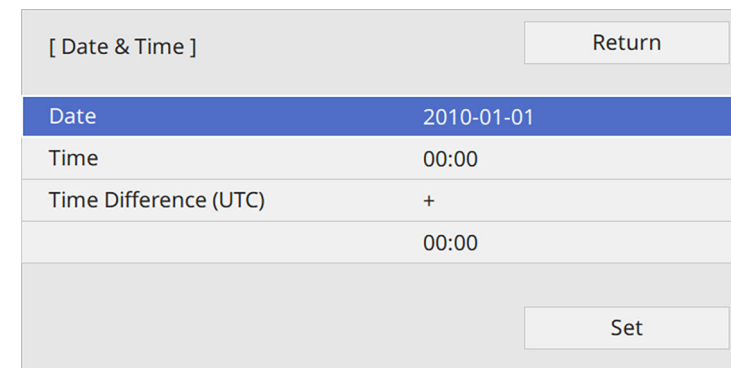 [ Date & Time ] Return
Date 2010-01-01
Time 00:00
Time Difference (UTC) +
00:00
Set